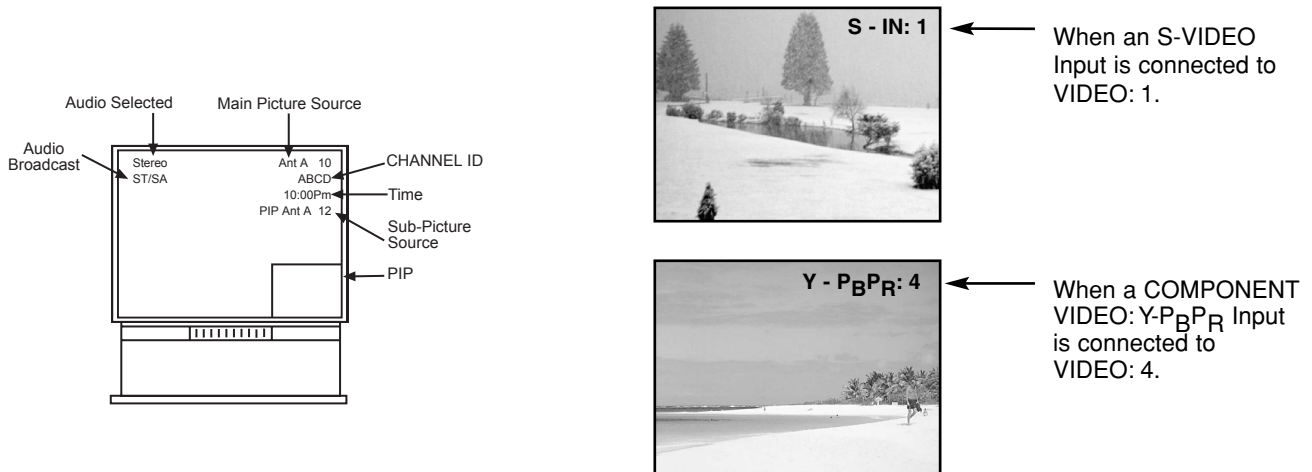 Audio Selected
Main Picture Source
Audio
Broadcast
Stereo
ST/SA
Ant A 10
ABCD
10:00Pm
PIP Ant A 12
CHANNEL ID
Time
Sub-Picture
Source
PIP
S - IN: 1
When an S-VIDEO
Input is connected to
VIDEO: 1.
Y - PBPR: 4
When a COMPONENT
VIDEO: Y-PBPR Input
is connected to
VIDEO: 4.